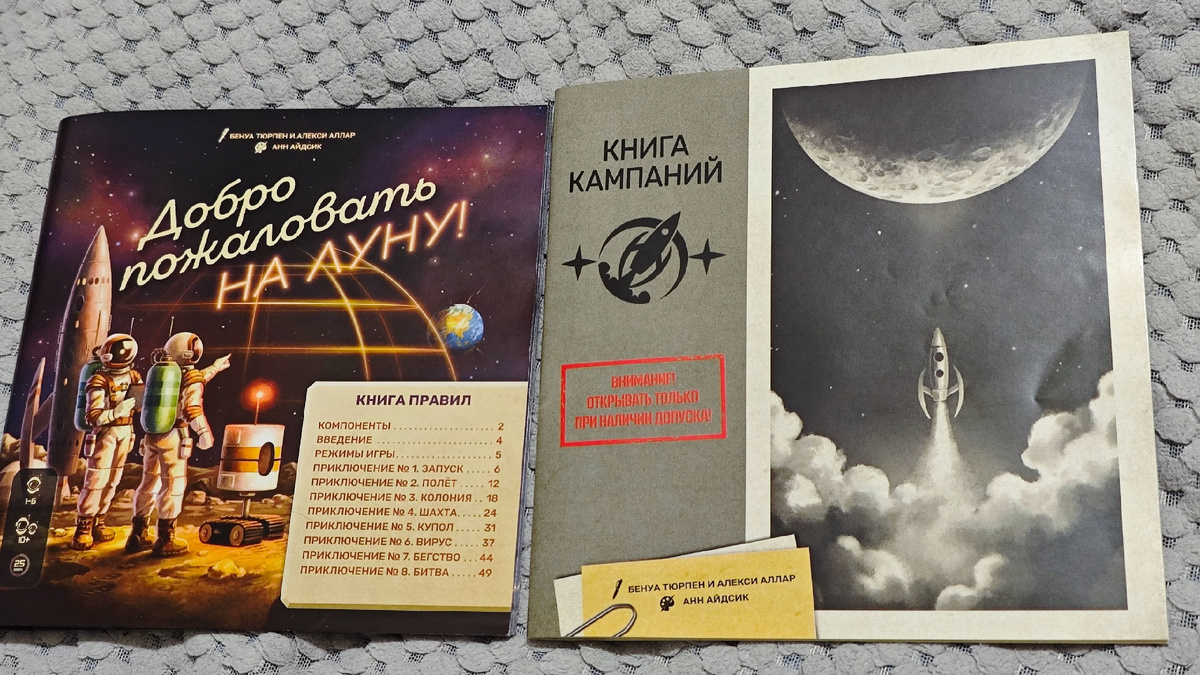 БЕНУА ТЮРПЕН И АЛЕКСИ АЛЛАР
АНН АЙДСИК
Добро
пожаловать
НА ЛУНУ!
КНИГА ПРАВИЛ
КОМПОНЕНТЫ ..................... 2
ВВЕДЕНИЕ ......................... 4
РЕЖИМЫ ИГРЫ .................... 5
ПРИКЛЮЧЕНИЕ № 1. ЗАПУСК ...... 6
ПРИКЛЮЧЕНИЕ № 2. ПОЛЁТ ...... 12
ПРИКЛЮЧЕНИЕ № 3. КОЛОНИЯ .. 18
ПРИКЛЮЧЕНИЕ № 4. ШАХТА ...... 24
ПРИКЛЮЧЕНИЕ № 5. КУПОЛ ..... 31
ПРИКЛЮЧЕНИЕ № 6. ВИРУС ...... 37
ПРИКЛЮЧЕНИЕ № 7. БЕГСТВО .... 44
ПРИКЛЮЧЕНИЕ № 8. БИТВА ..... 49
1–6
10+
25
КНИГА
КАМПАНИЙ
ВНИМАНИЕ!
ОТКРЫВАТЬ ТОЛЬКО
ПРИ НАЛИЧИИ ДОПУСКА!
БЕНУА ТЮРПЕН И АЛЕКСИ АЛЛАР
АНН АЙДСИК